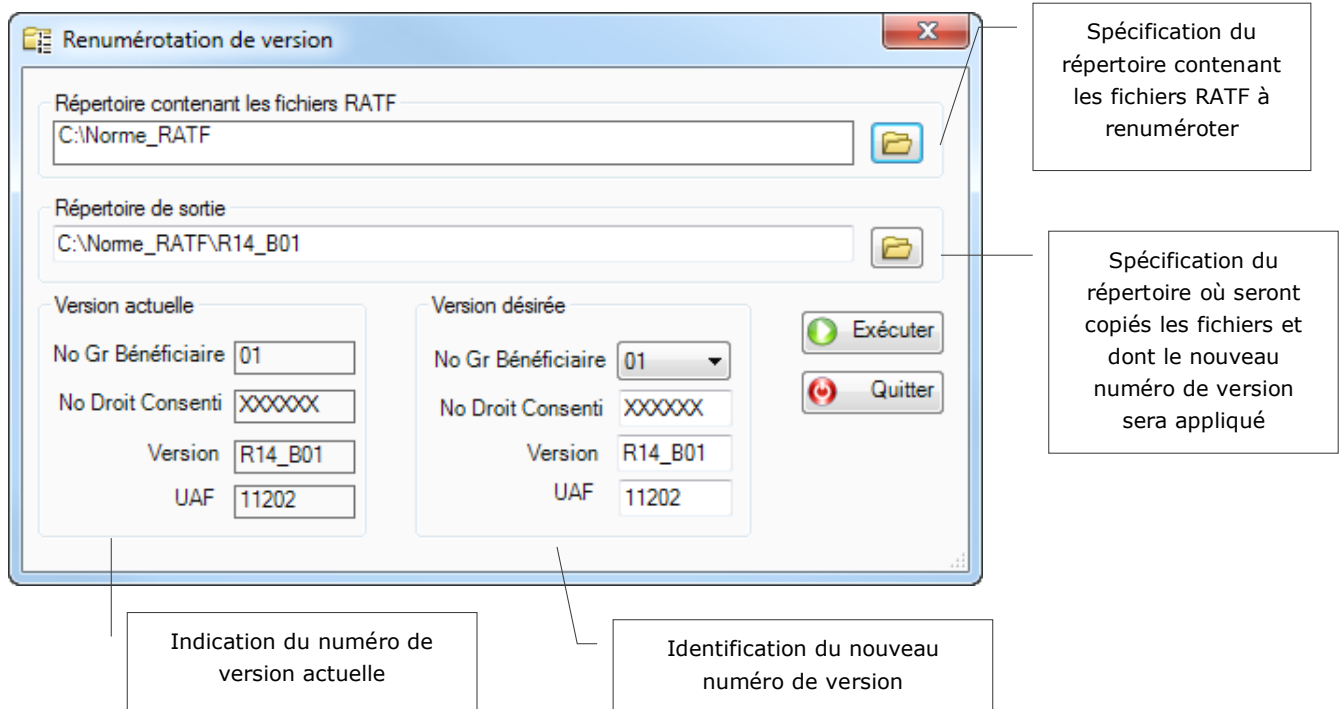 Renumérotation de version
Répertoire contenant les fichiers RATF
C:\Norme_RATF
Répertoire de sortie
C:\Norme_RATF\R14_B01
Version actuelle
No Gr Bénéficiaire 01
No Droit Consenti XXXXXX
Version R14_B01
UAF 11202
Version désirée
No Gr Bénéficiaire 01
No Droit Consenti XXXXXX
Version R14_B01
UAF 11202
Exécuter
Quitter
Spécification du
répertoire contenant
les fichiers RATF à
renuméroter
Spécification du
répertoire où seront
copiés les fichiers et
dont le nouveau
numéro de version
sera appliqué
Indication du numéro de
version actuelle
Identification du nouveau
numéro de version